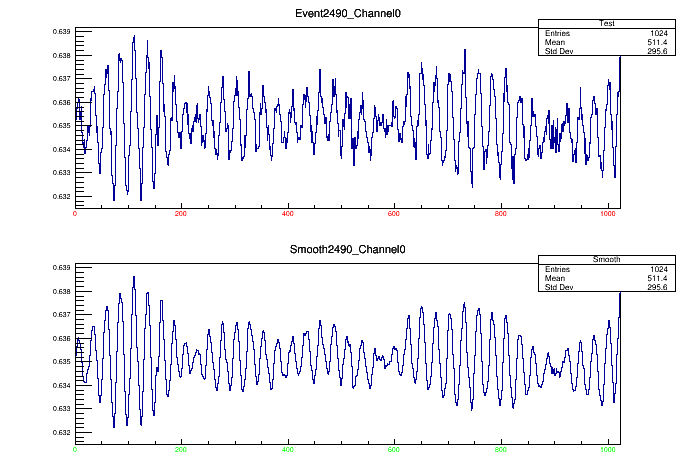 Event2490_Channel0
Test
Entries 1024
Mean 511.4
Std Dev 295.6
0.639
0.638
0.637
0.636
0.635
0.634
0.633
0.632
0 200 400 600 800 1000
Smooth2490_Channel0
Smooth
Entries 1024
Mean 511.4
Std Dev 295.6
0.639
0.638
0.637
0.636
0.635
0.634
0.633
0.632
0 200 400 600 800 1000